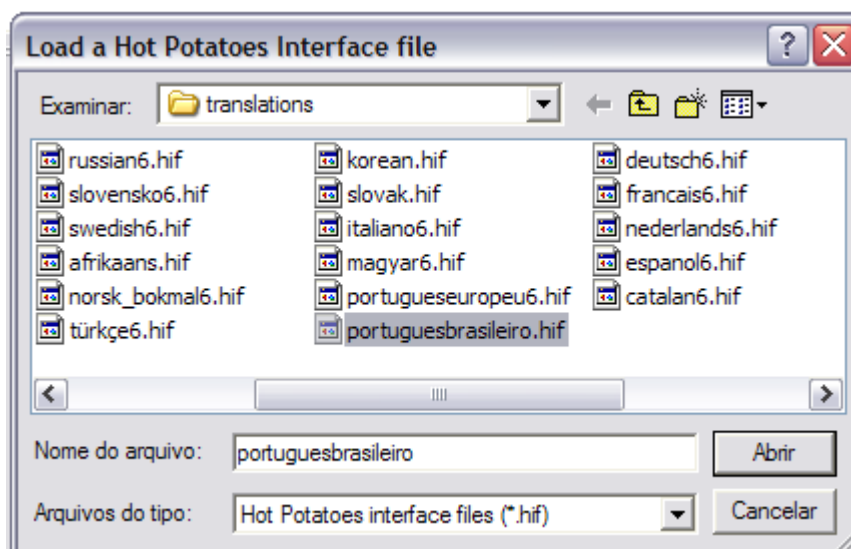 Load a Hot Potatoes Interface file
Examinar: translations
russian6.hif korean.hif deutsch6.hif
slovensko6.hif slovak.hif francais6.hif
swedish6.hif italiano6.hif nederlands6.hif
afrikaans.hif magyar6.hif espanol6.hif
norsk_bokmal6.hif portugueseuropeu6.hif catalan6.hif
türkçe6.hif portuguesbrasileiro.hif
Nome do arquivo: portuguesbrasileiro Abrir
Arquivos do tipo: Hot Potatoes interface files (*.hif) Cancelar